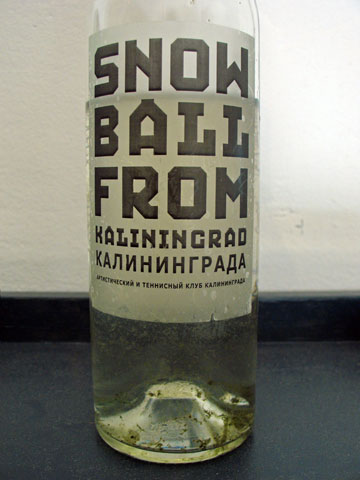 SNOW
BALL
FROM
KALININGRAD
КАЛИНИНГРАДА
АРТИСТИЧЕСКИЙ И ТЕННИСНЫЙ КЛУБ КАЛИНИНГРАДА